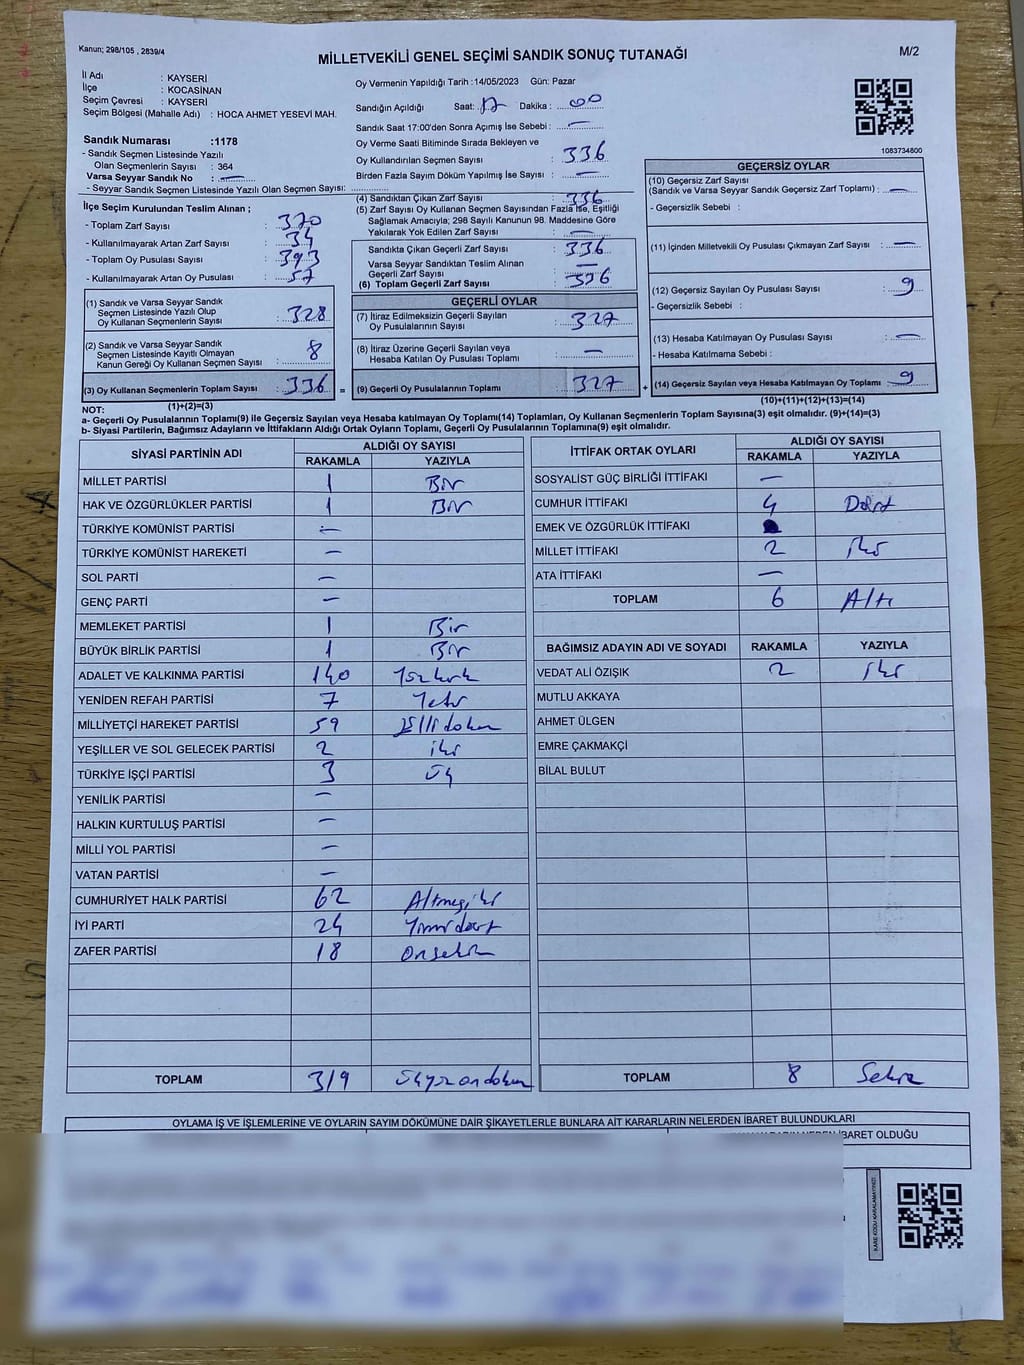 Kanun; 298/105 , 2839/4
MİLLETVEKİLİ GENEL SEÇİMİ SANDIK SONUÇ TUTANAĞI
M/2
İl Adı : KAYSERİ
İlçe : KOCASİNAN
Seçim Çevresi : KAYSERİ
Seçim Bölgesi (Mahalle Adı) : HOCA AHMET YESEVİ MAH.
Sandık Numarası :1178
- Sandık Seçmen Listesinde Yazılı
Olan Seçmenlerin Sayısı : 364
Varsa Seyyar Sandık No : —
- Seyyar Sandık Seçmen Listesinde Yazılı Olan Seçmen Sayısı:
Oy Vermenin Yapıldığı Tarih :14/05/2023 Gün: Pazar
Sandığın Açıldığı Saat: 17 Dakika : 00
Sandık Saat 17:00'den Sonra Açımış İse Sebebi : —
Oy Verme Saati Bitiminde Sırada Bekleyen ve
Oy Kullandırılan Seçmen Sayısı : 336
Birden Fazla Sayım Döküm Yapılmış İse Sayısı : —
1083734800
İlçe Seçim Kurulundan Teslim Alınan ;
- Toplam Zarf Sayısı : 370
- Kullanılmayarak Artan Zarf Sayısı : 34
- Toplam Oy Pusulası Sayısı : 393
- Kullanılmayarak Artan Oy Pusulası : 57
(4) Sandıktan Çıkan Zarf Sayısı : 336
(5) Zarf Sayısı Oy Kullanan Seçmen Sayısından Fazla İse, Eşitliği
Sağlamak Amacıyla; 298 Sayılı Kanunun 98. Maddesine Göre
Yakılarak Yok Edilen Zarf Sayısı : —
Sandıkta Çıkan Geçerli Zarf Sayısı : 336
Varsa Seyyar Sandıktan Teslim Alınan
Geçerli Zarf Sayısı : —
(6) Toplam Geçerli Zarf Sayısı : 336
GEÇERSİZ OYLAR
(10) Geçersiz Zarf Sayısı
(Sandık ve Varsa Seyyar Sandık Geçersiz Zarf Toplamı) : —
- Geçersizlik Sebebi :
(11) İçinden Milletvekili Oy Pusulası Çıkmayan Zarf Sayısı : —
(12) Geçersiz Sayılan Oy Pusulası Sayısı : 9
- Geçersizlik Sebebi :
(13) Hesaba Katılmayan Oy Pusulası Sayısı : —
- Hesaba Katılmama Sebebi :
(14) Geçersiz Sayılan veya Hesaba Katılmayan Oy Toplamı : 9
(10)+(11)+(12)+(13)=(14)
(1) Sandık ve Varsa Seyyar Sandık
Seçmen Listesinde Yazılı Olup
Oy Kullanan Seçmenlerin Sayısı : 328
(2) Sandık ve Varsa Seyyar Sandık
Seçmen Listesinde Kayıtlı Olmayan
Kanun Gereği Oy Kullanan Seçmen Sayısı : 8
(3) Oy Kullanan Seçmenlerin Toplam Sayısı : 336 =
(1)+(2)=(3)
GEÇERLİ OYLAR
(7) İtiraz Edilmeksizin Geçerli Sayılan
Oy Pusulalarının Sayısı : 327
(8) İtiraz Üzerine Geçerli Sayılan veya
Hesaba Katılan Oy Pusulası Toplamı : —
(9) Geçerli Oy Pusulalarının Toplamı : 327 +
NOT:
a- Geçerli Oy Pusulalarının Toplamı(9) ile Geçersiz Sayılan veya Hesaba katılmayan Oy Toplamı(14) Toplamları, Oy Kullanan Seçmenlerin Toplam Sayısına(3) eşit olmalıdır. (9)+(14)=(3)
b- Siyasi Partilerin, Bağımsız Adayların ve İttifakların Aldığı Ortak Oyların Toplamı, Geçerli Oy Pusulalarının Toplamına(9) eşit olmalıdır.
SİYASİ PARTİNİN ADI ALDIĞI OY SAYISI
RAKAMLA YAZIYLA
MİLLET PARTİSİ 1 Bir
HAK VE ÖZGÜRLÜKLER PARTİSİ 1 Bir
TÜRKİYE KOMÜNİST PARTİSİ —
TÜRKİYE KOMÜNİST HAREKETİ —
SOL PARTİ —
GENÇ PARTİ —
MEMLEKET PARTİSİ 1 Bir
BÜYÜK BİRLİK PARTİSİ 1 Bir
ADALET VE KALKINMA PARTİSİ 140 Yüzkırk
YENİDEN REFAH PARTİSİ 7 Yedi
MİLLİYETÇİ HAREKET PARTİSİ 59 Elli dokuz
YEŞİLLER VE SOL GELECEK PARTİSİ 2 iki
TÜRKİYE İŞÇİ PARTİSİ 3 üç
YENİLİK PARTİSİ —
HALKIN KURTULUŞ PARTİSİ —
MİLLİ YOL PARTİSİ —
VATAN PARTİSİ —
CUMHURİYET HALK PARTİSİ 62 Altmışiki
İYİ PARTİ 24 Yirmidört
ZAFER PARTİSİ 18 onsekiz
TOPLAM 319 üçyüz on dokuz
İTTİFAK ORTAK OYLARI ALDIĞI OY SAYISI
RAKAMLA YAZIYLA
SOSYALİST GÜÇ BİRLİĞİ İTTİFAKI —
CUMHUR İTTİFAKI 4 Dört
EMEK VE ÖZGÜRLÜK İTTİFAKI
MİLLET İTTİFAKI 2 iki
ATA İTTİFAKI —
TOPLAM 6 Altı
BAĞIMSIZ ADAYIN ADI VE SOYADI RAKAMLA YAZIYLA
VEDAT ALİ ÖZIŞIK 2 iki
MUTLU AKKAYA
AHMET ÜLGEN
EMRE ÇAKMAKÇİ
BİLAL BULUT
TOPLAM 8 Sekiz
OYLAMA İŞ VE İŞLEMLERİNE VE OYLARIN SAYIM DÖKÜMÜNE DAİR ŞİKAYETLERLE BUNLARA AİT KARARLARIN NELERDEN İBARET BULUNDUKLARI
İBARET OLDUĞU
KARE KODU KARALAMAYINIZ!